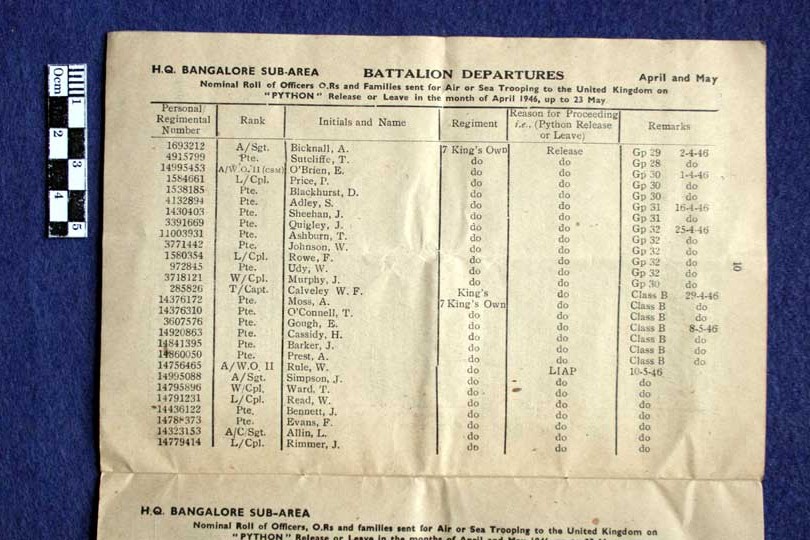 0cm 1 2 3 4 5
H.Q. BANGALORE SUB-AREA BATTALION DEPARTURES April and May
Nominal Roll of Officers O.Rs and Families sent for Air or Sea Trooping to the United Kingdom on
"PYTHON" Release or Leave in the month of April 1946, up to 23 May
Personal Regimental Number Rank Initials and Name Regiment Reason for Proceeding i.e., (Python Release or Leave) Remarks
1693212 A/Sgt. Bicknall, A. 7 King's Own Release Gp 29 2-4-46
4915799 Pte. Sutcliffe, T. do do Gp 28 do
14995453 A/W.O. II (CSM) O'Brien, E. do do Gp 30 1-4-46
1584661 L/Cpl. Price, P. do do Gp 30 do
1538185 Pte. Blackhurst, D. do do Gp 30 do
4132894 Pte. Adley, S. do do Gp 31 16-4-46
1430403 Pte. Sheehan, J. do do Gp 31 do
3391669 Pte. Quigley, J. do do Gp 32 25-4-46
11003931 Pte. Ashburn, T. do do Gp 32 do
3771442 Pte. Johnson, W. do do Gp 32 do
1580354 L/Cpl. Rowe, F. do do Gp 32 do
972845 Pte. Udy, W. do do Gp 32 do
3718121 W/Cpl. Murphy, J. do do Gp 30 do
285826 T/Capt. Calveley W. F. King's do Class B 29-4-46
14376172 Pte. Moss, A. 7 King's Own do Class B do
14376310 Pte. O'Connell, T. do do Class B do
3607576 Pte. Gough, E. do do Class B 8-5-46
14920863 Pte. Cassidy, H. do do Class B do
14841395 Pte. Barker, J. do do Class B do
14860050 Pte. Prest, A. do do Class B do
14756465 A/W.O. II Rule, W. do LIAP 10-5-46
14995088 A/Sgt. Simpson, J. do do do
14795896 W/Cpl. Ward. T. do do do
14791231 L/Cpl. Read, W. do do do
14436122 Pte. Bennett, J. do do do
Pte. Evans, F. do do do
14323153 A/C/Sgt. Allin, L. do do do
14779414 L/Cpl. Rimmer, J. do do do
10
H.Q. BANGALORE SUB-AREA
Nominal Roll of Officers, O.Rs and families sent for Air or Sea Trooping to the United Kingdom on
"PYTHON" Release or Leave in the months of April and May 1946, up to 23 May